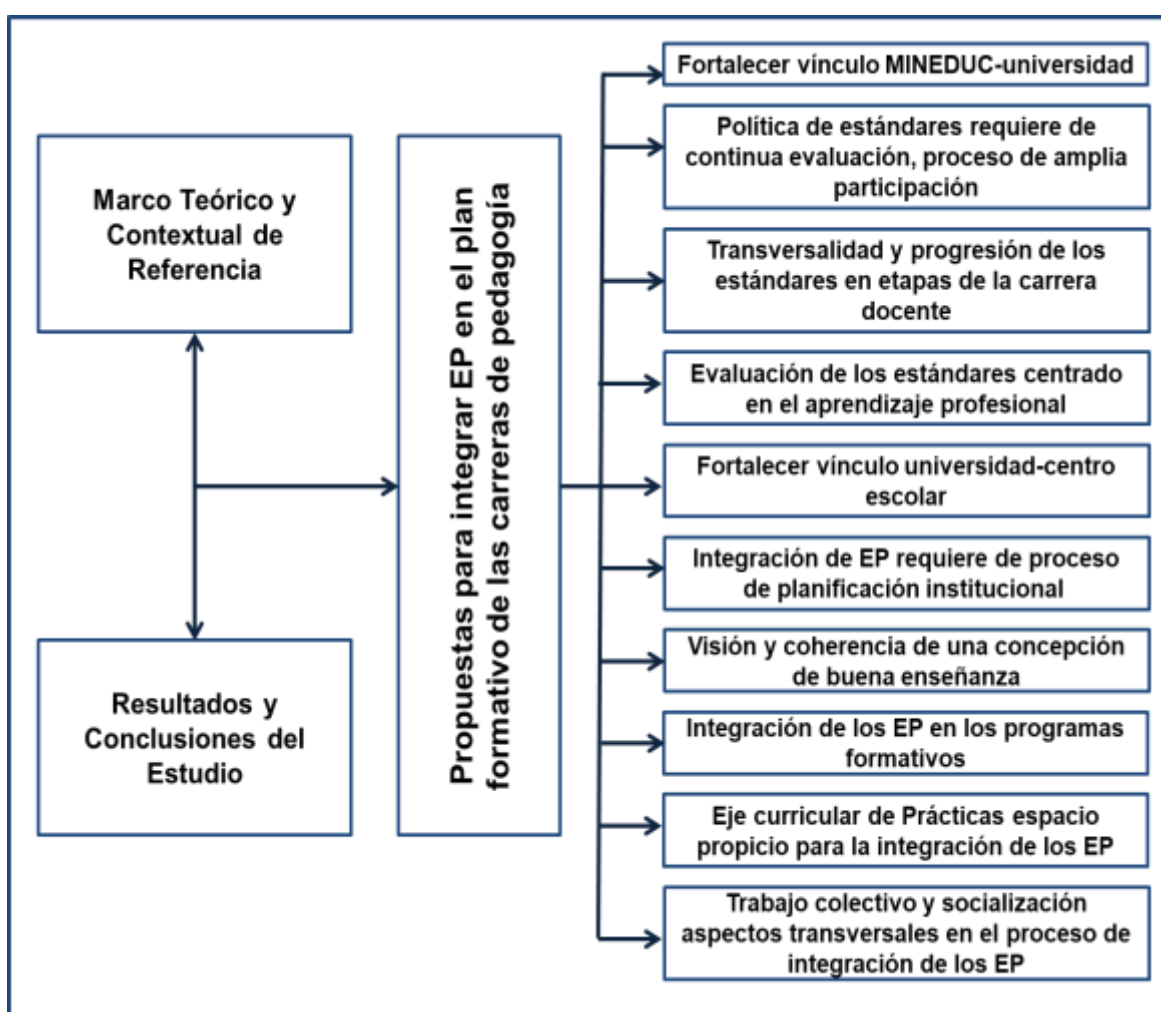 Marco Teórico y
Contextual de
Referencia
Resultados y
Conclusiones del
Estudio
Propuestas para integrar EP en el plan
formativo de las carreras de pedagogía
Fortalecer vínculo MINEDUC-universidad
Política de estándares requiere de
continua evaluación, proceso de amplia
participación
Transversalidad y progresión de los
estándares en etapas de la carrera
docente
Evaluación de los estándares centrado
en el aprendizaje profesional
Fortalecer vínculo universidad-centro
escolar
Integración de EP requiere de proceso
de planificación institucional
Visión y coherencia de una concepción
de buena enseñanza
Integración de los EP en los programas
formativos
Eje curricular de Prácticas espacio
propicio para la integración de los EP
Trabajo colectivo y socialización
aspectos transversales en el proceso de
integración de los EP